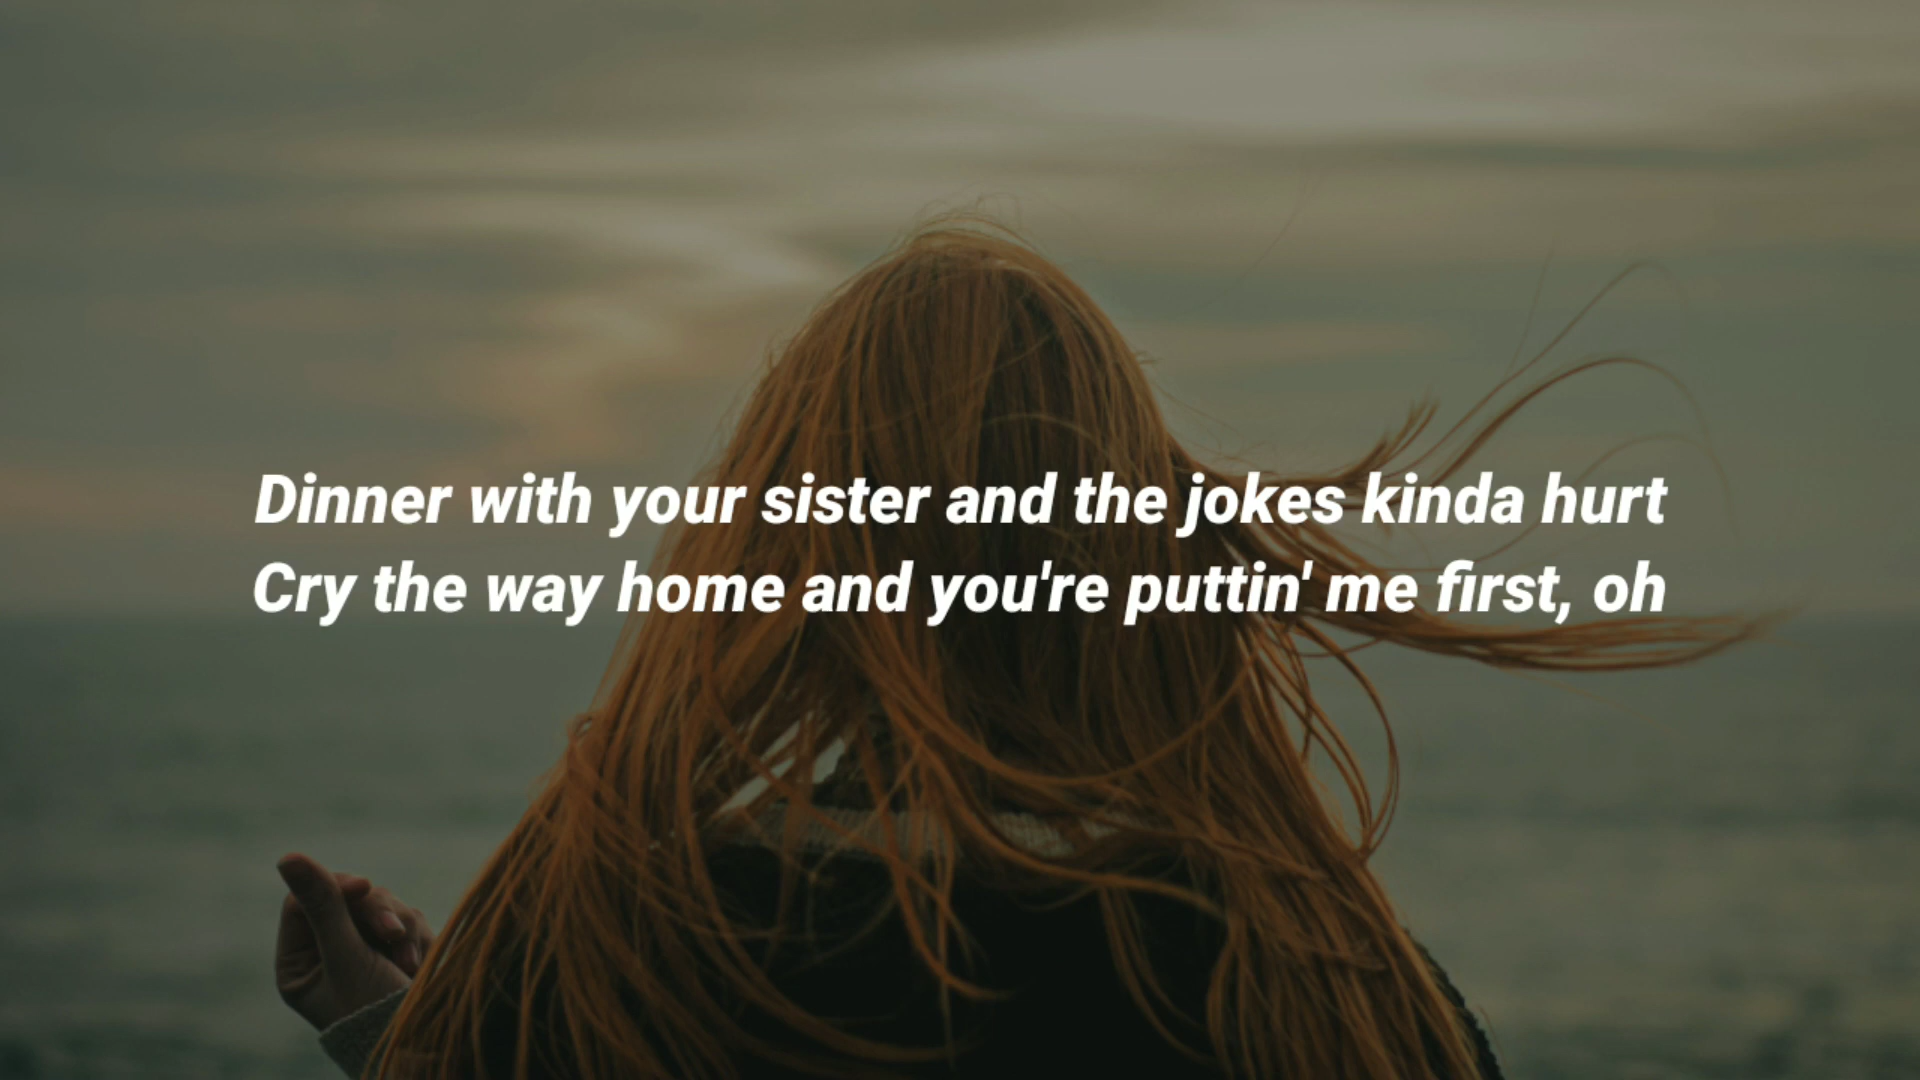 Dinner with your sister and the jokes kinda hurt
Cry the way home and you're puttin' me first, oh